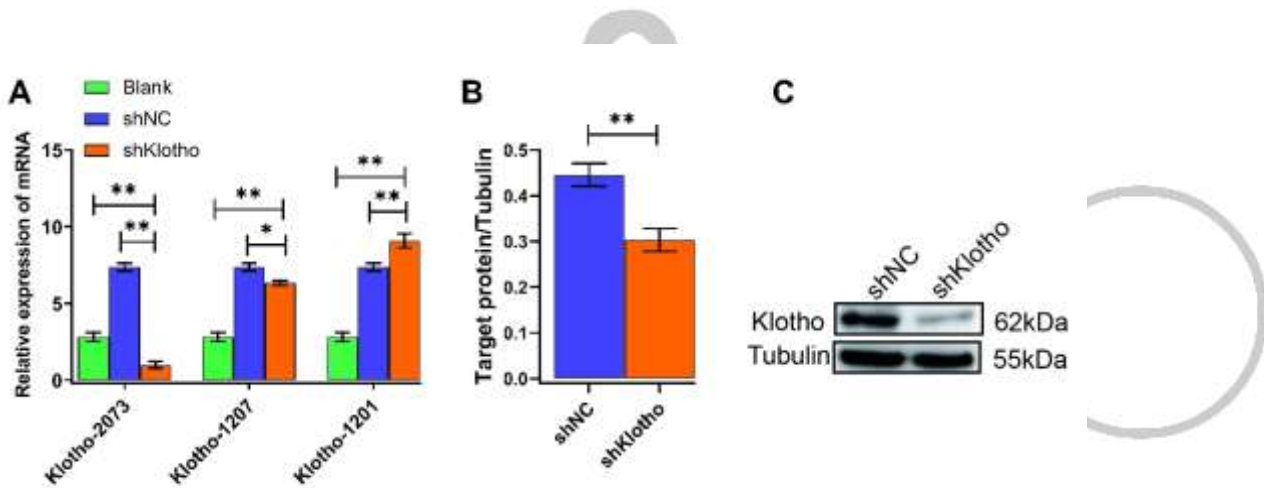 A
Blank
shNC
shKlotho
Relative expression of mRNA
15
10
5
0
**
**
**
*
**
**
Klotho-2073
Klotho-1207
Klotho-1201
B
**
Target protein/Tubulin
0.5
0.4
0.3
0.2
0.1
0.0
shNC
shKlotho
C
shNC
shKlotho
Klotho 62kDa
Tubulin 55kDa